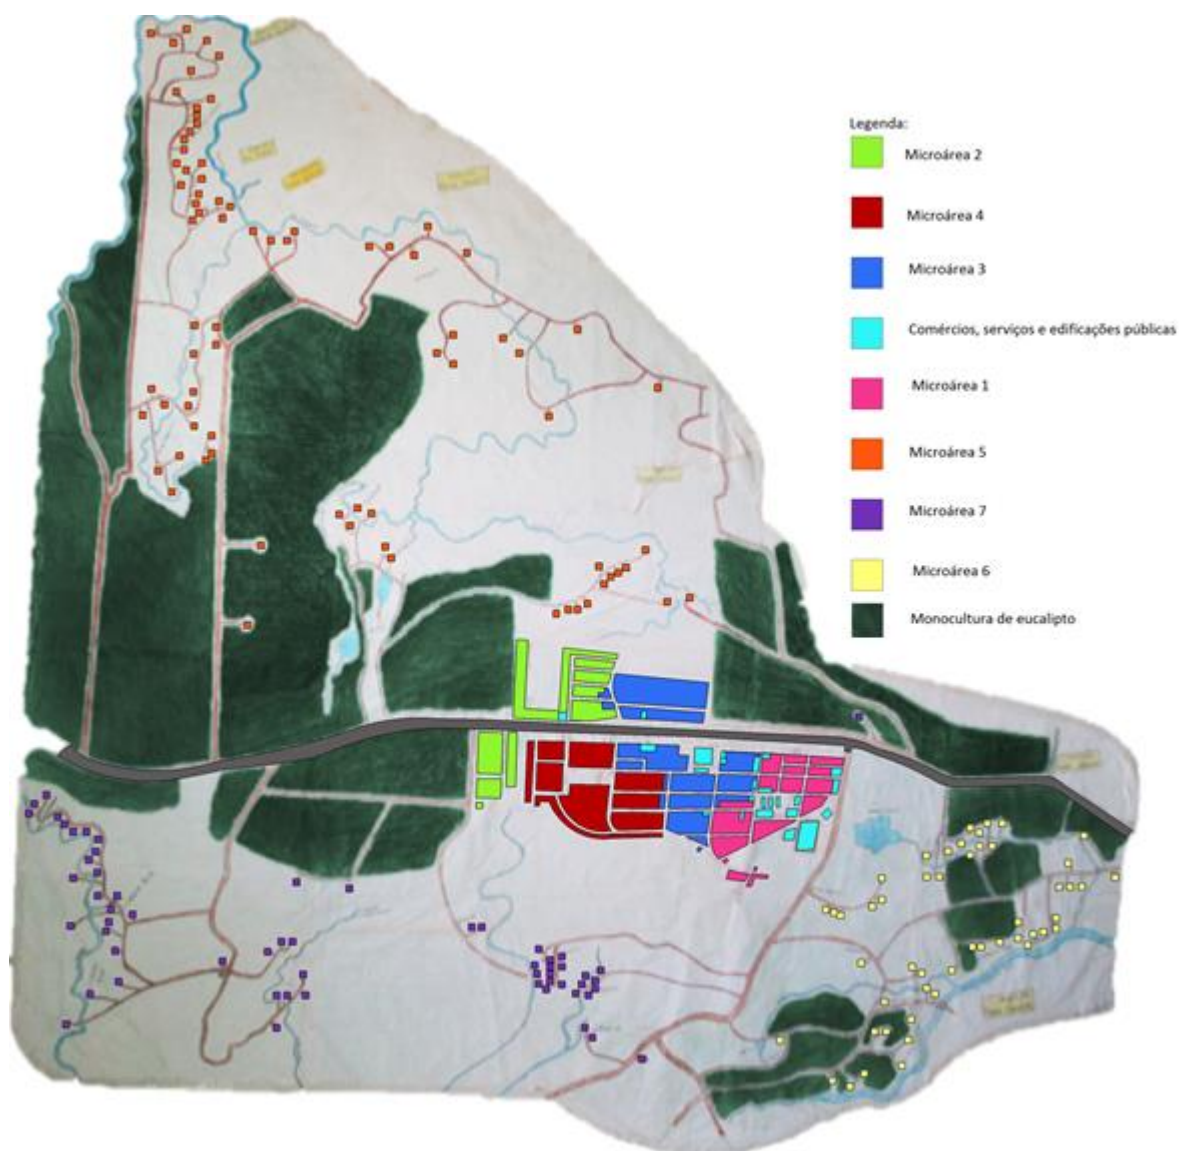 Legenda:
Microárea 2
Microárea 4
Microárea 3
Comércios, serviços e edificações públicas
Microárea 1
Microárea 5
Microárea 7
Microárea 6
Monocultura de eucalipto